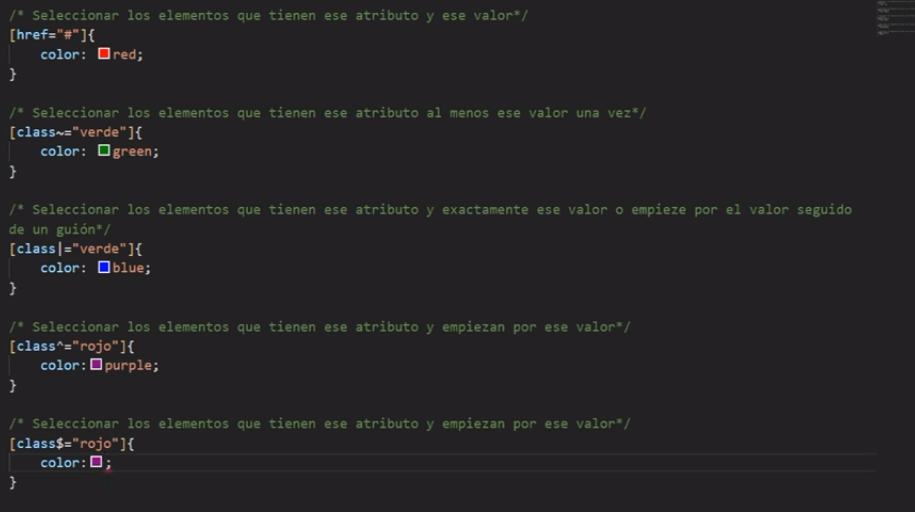 /* Seleccionar los elementos que tienen ese atributo y ese valor*/
[href="#"]{
color: red;
}
/* Seleccionar los elementos que tienen ese atributo al menos ese valor una vez*/
[class~="verde"]{
color: green;
}
/* Seleccionar los elementos que tienen ese atributo y exactamente ese valor o empieze por el valor seguido
de un guión*/
[class|="verde"]{
color: blue;
}
/* Seleccionar los elementos que tienen ese atributo y empiezan por ese valor*/
[class^="rojo"]{
color: purple;
}
/* Seleccionar los elementos que tienen ese atributo y empiezan por ese valor*/
[class$="rojo"]{
color: ;
}